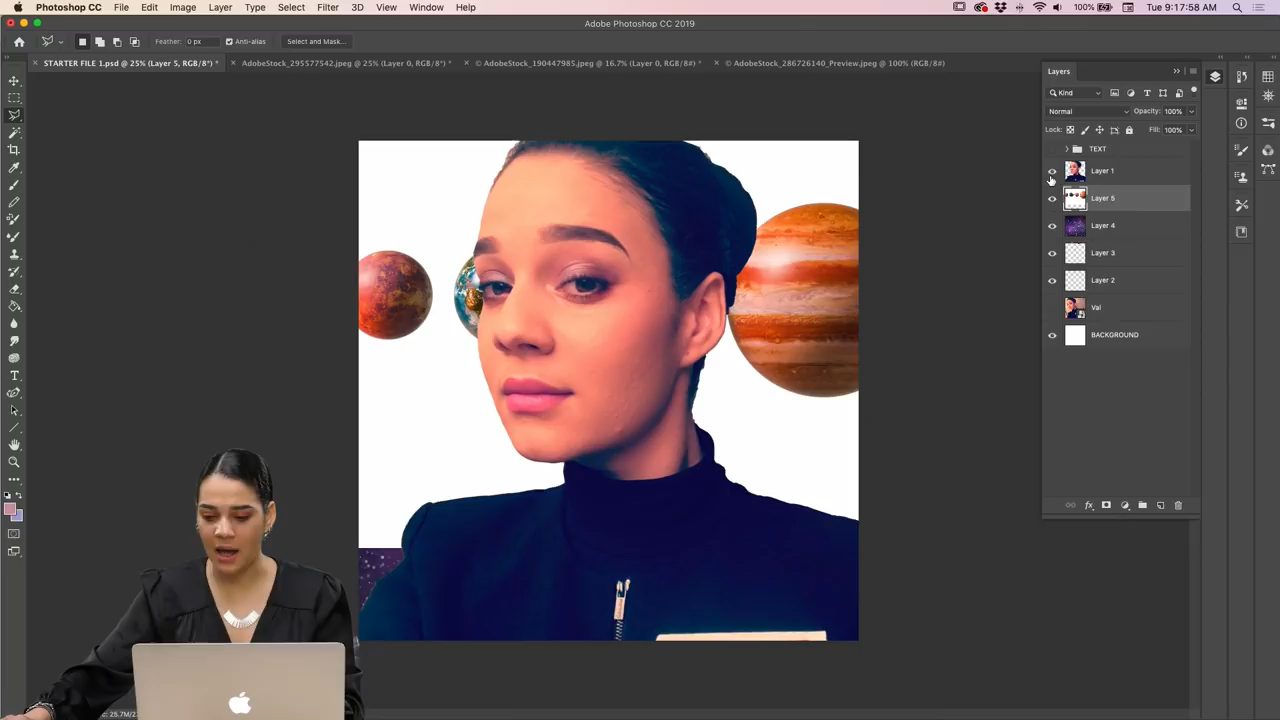 Photoshop CC File Edit Image Layer Type Select Filter 3D View Window Help 100% Tue 9:17:58 AM
Adobe Photoshop CC 2019
Feather: 0 px Anti-alias Select and Mask...
STARTER FILE 1.psd @ 25% (Layer 5, RGB/8*) * AdobeStock_295577542.jpeg @ 25% (Layer 0, RGB/8*) * © AdobeStock_190447985.jpeg @ 16.7% (Layer 0, RGB/8#) * © AdobeStock_286726140_Preview.jpeg @ 100% (RGB/8#)
Layers
Kind
Normal Opacity: 100%
Lock: Fill: 100%
TEXT
Layer 1
Layer 5
Layer 4
Layer 3
Layer 2
Val
BACKGROUND
fx
25.7M/2